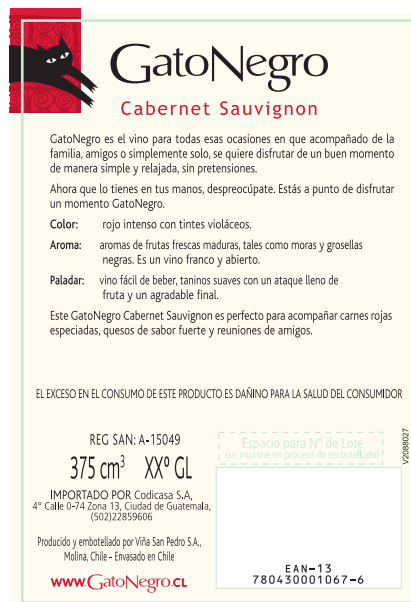 GatoNegro
Cabernet Sauvignon
GatoNegro es el vino para todas esas ocasiones en que acompañado de la
familia, amigos o simplemente solo, se quiere disfrutar de un buen momento
de manera simple y relajada, sin pretensiones.
Ahora que lo tienes en tus manos, despreocúpate. Estás a punto de disfrutar
un momento GatoNegro.
Color: rojo intenso con tintes violáceos.
Aroma: aromas de frutas frescas maduras, tales como moras y grosellas
negras. Es un vino franco y abierto.
Paladar: vino fácil de beber, taninos suaves con un ataque lleno de
fruta y un agradable final.
Este GatoNegro Cabernet Sauvignon es perfecto para acompañar carnes rojas
especiadas, quesos de sabor fuerte y reuniones de amigos.
EL EXCESO EN EL CONSUMO DE ESTE PRODUCTO ES DAÑINO PARA LA SALUD DEL CONSUMIDOR
REG SAN: A-15049
375 cm³ XXº GL
IMPORTADO POR Codicasa S.A,
4° Calle 0-74 Zona 13, Ciudad de Guatemala,
(502)22859606
Producido y embotellado por Viña San Pedro S.A.,
Molina, Chile - Envasado en Chile
www.GatoNegro.CL
Espacio para N° de Lote
(se imprime en proceso de embotellado)
V2088027
EAN-13
780430001067-6